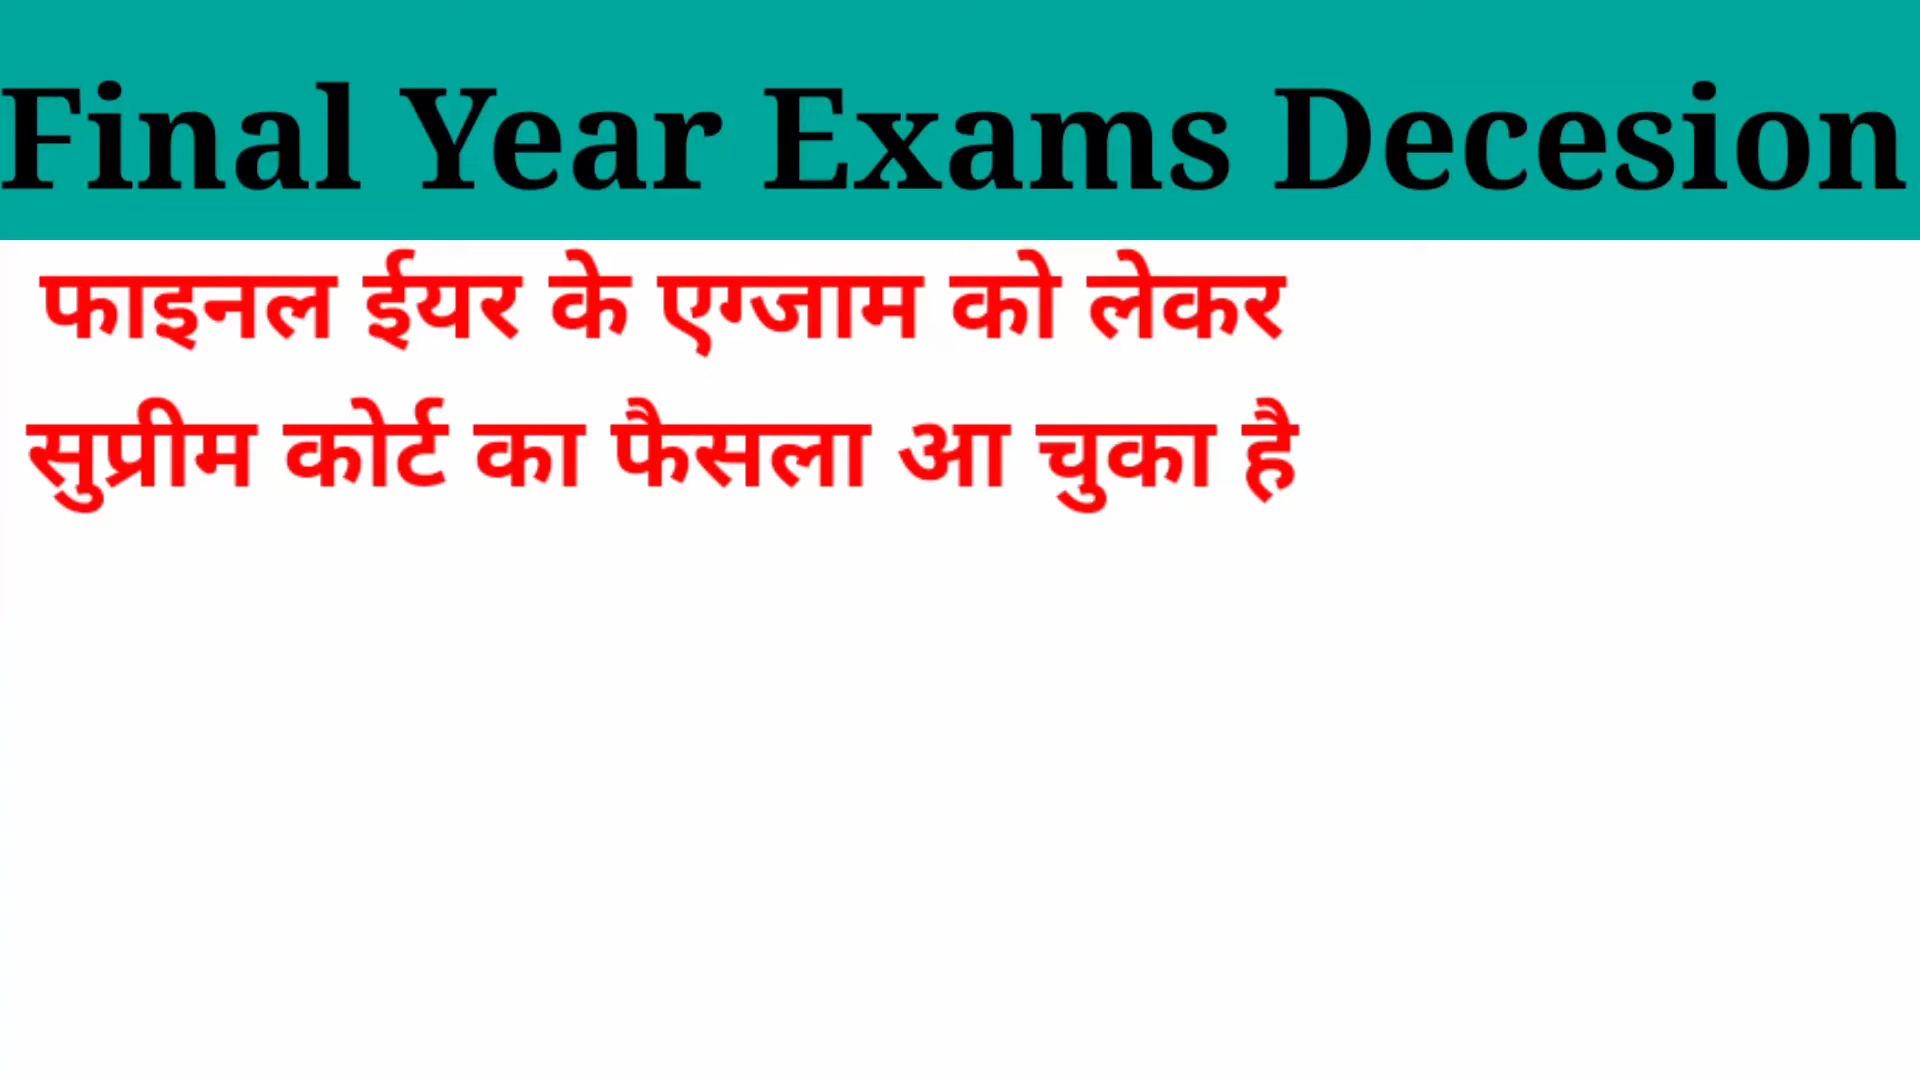 Final Year Exams Decesion
फाइनल ईयर के एग्जाम को लेकर
सुप्रीम कोर्ट का फैसला आ चुका है